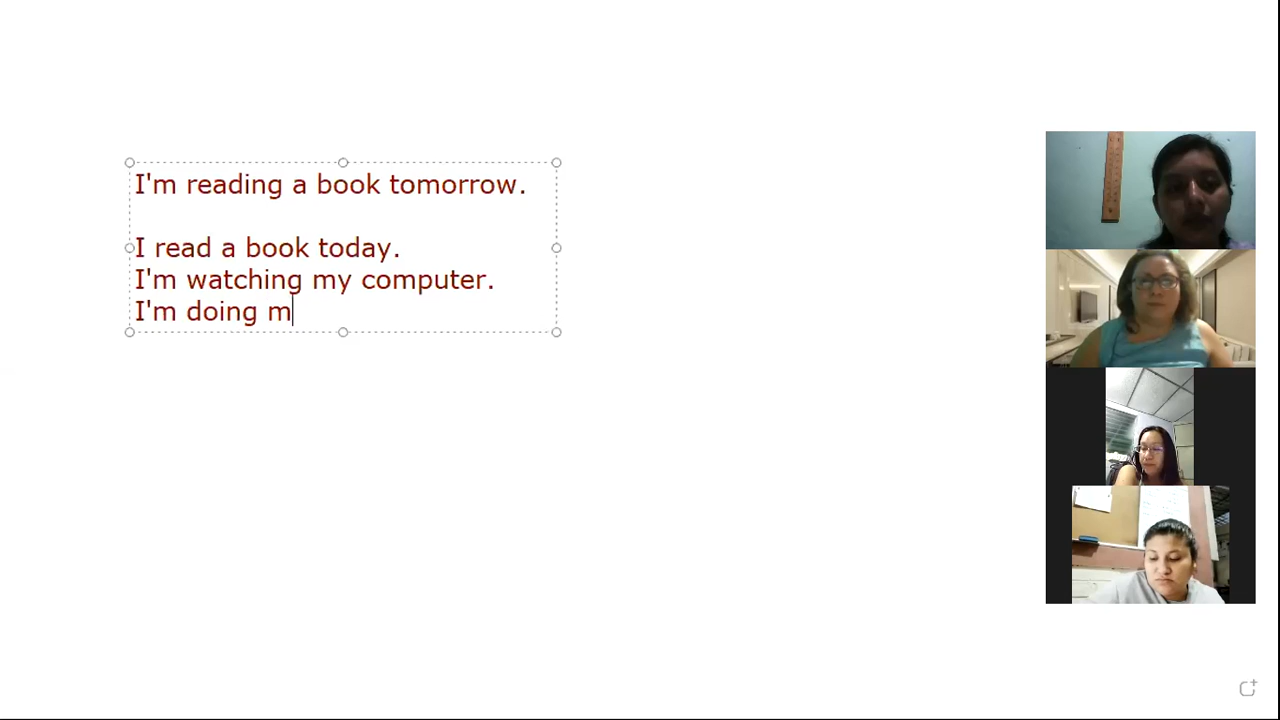 I'm reading a book tomorrow.
I read a book today.
I'm watching my computer.
I'm doing m